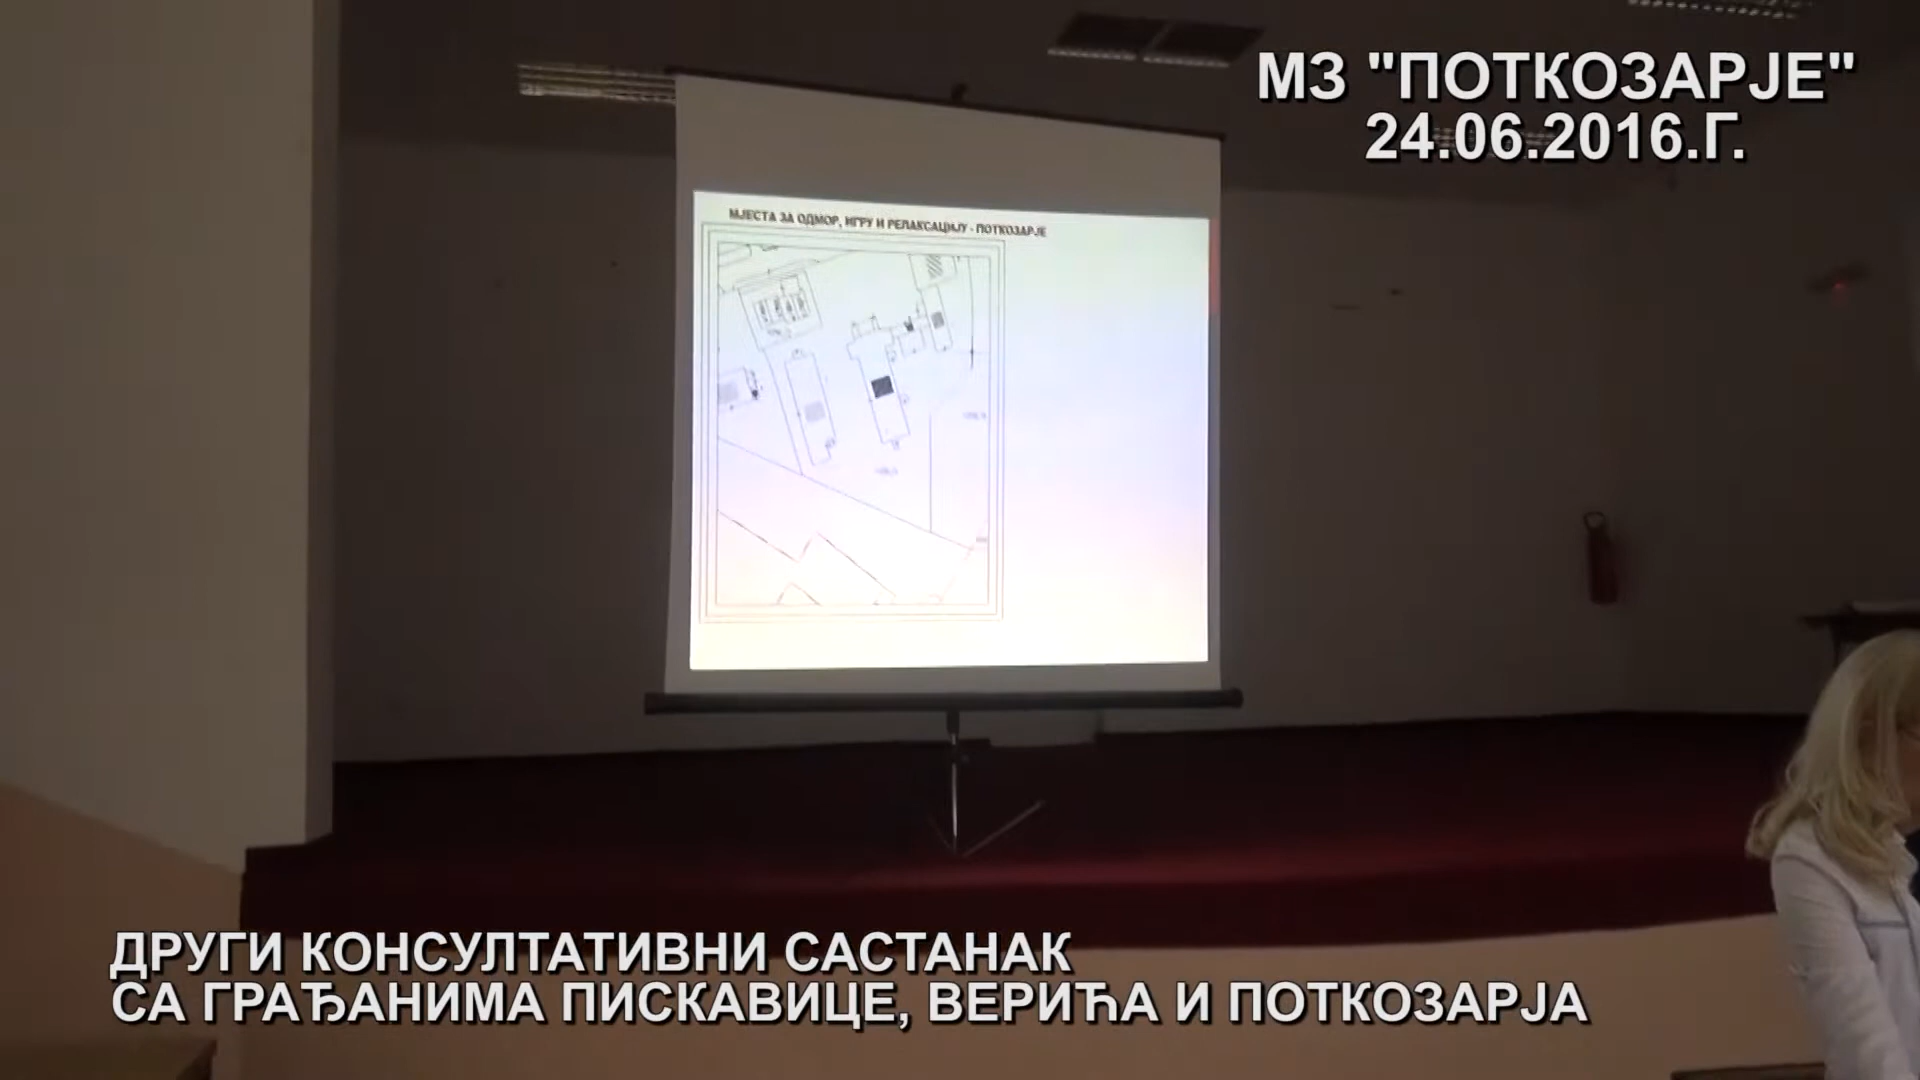 МЗ "ПОТКОЗАРЈЕ"
24.06.2016.Г.
МЈЕСТА ЗА ОДМОР, ИГРУ И РЕЛАКСАЦИЈУ - ПОТКОЗАРЈЕ
ДРУГИ КОНСУЛТАТИВНИ САСТАНАК
СА ГРАЂАНИМА ПИСКАВИЦЕ, ВЕРИЋА И ПОТКОЗАРЈА